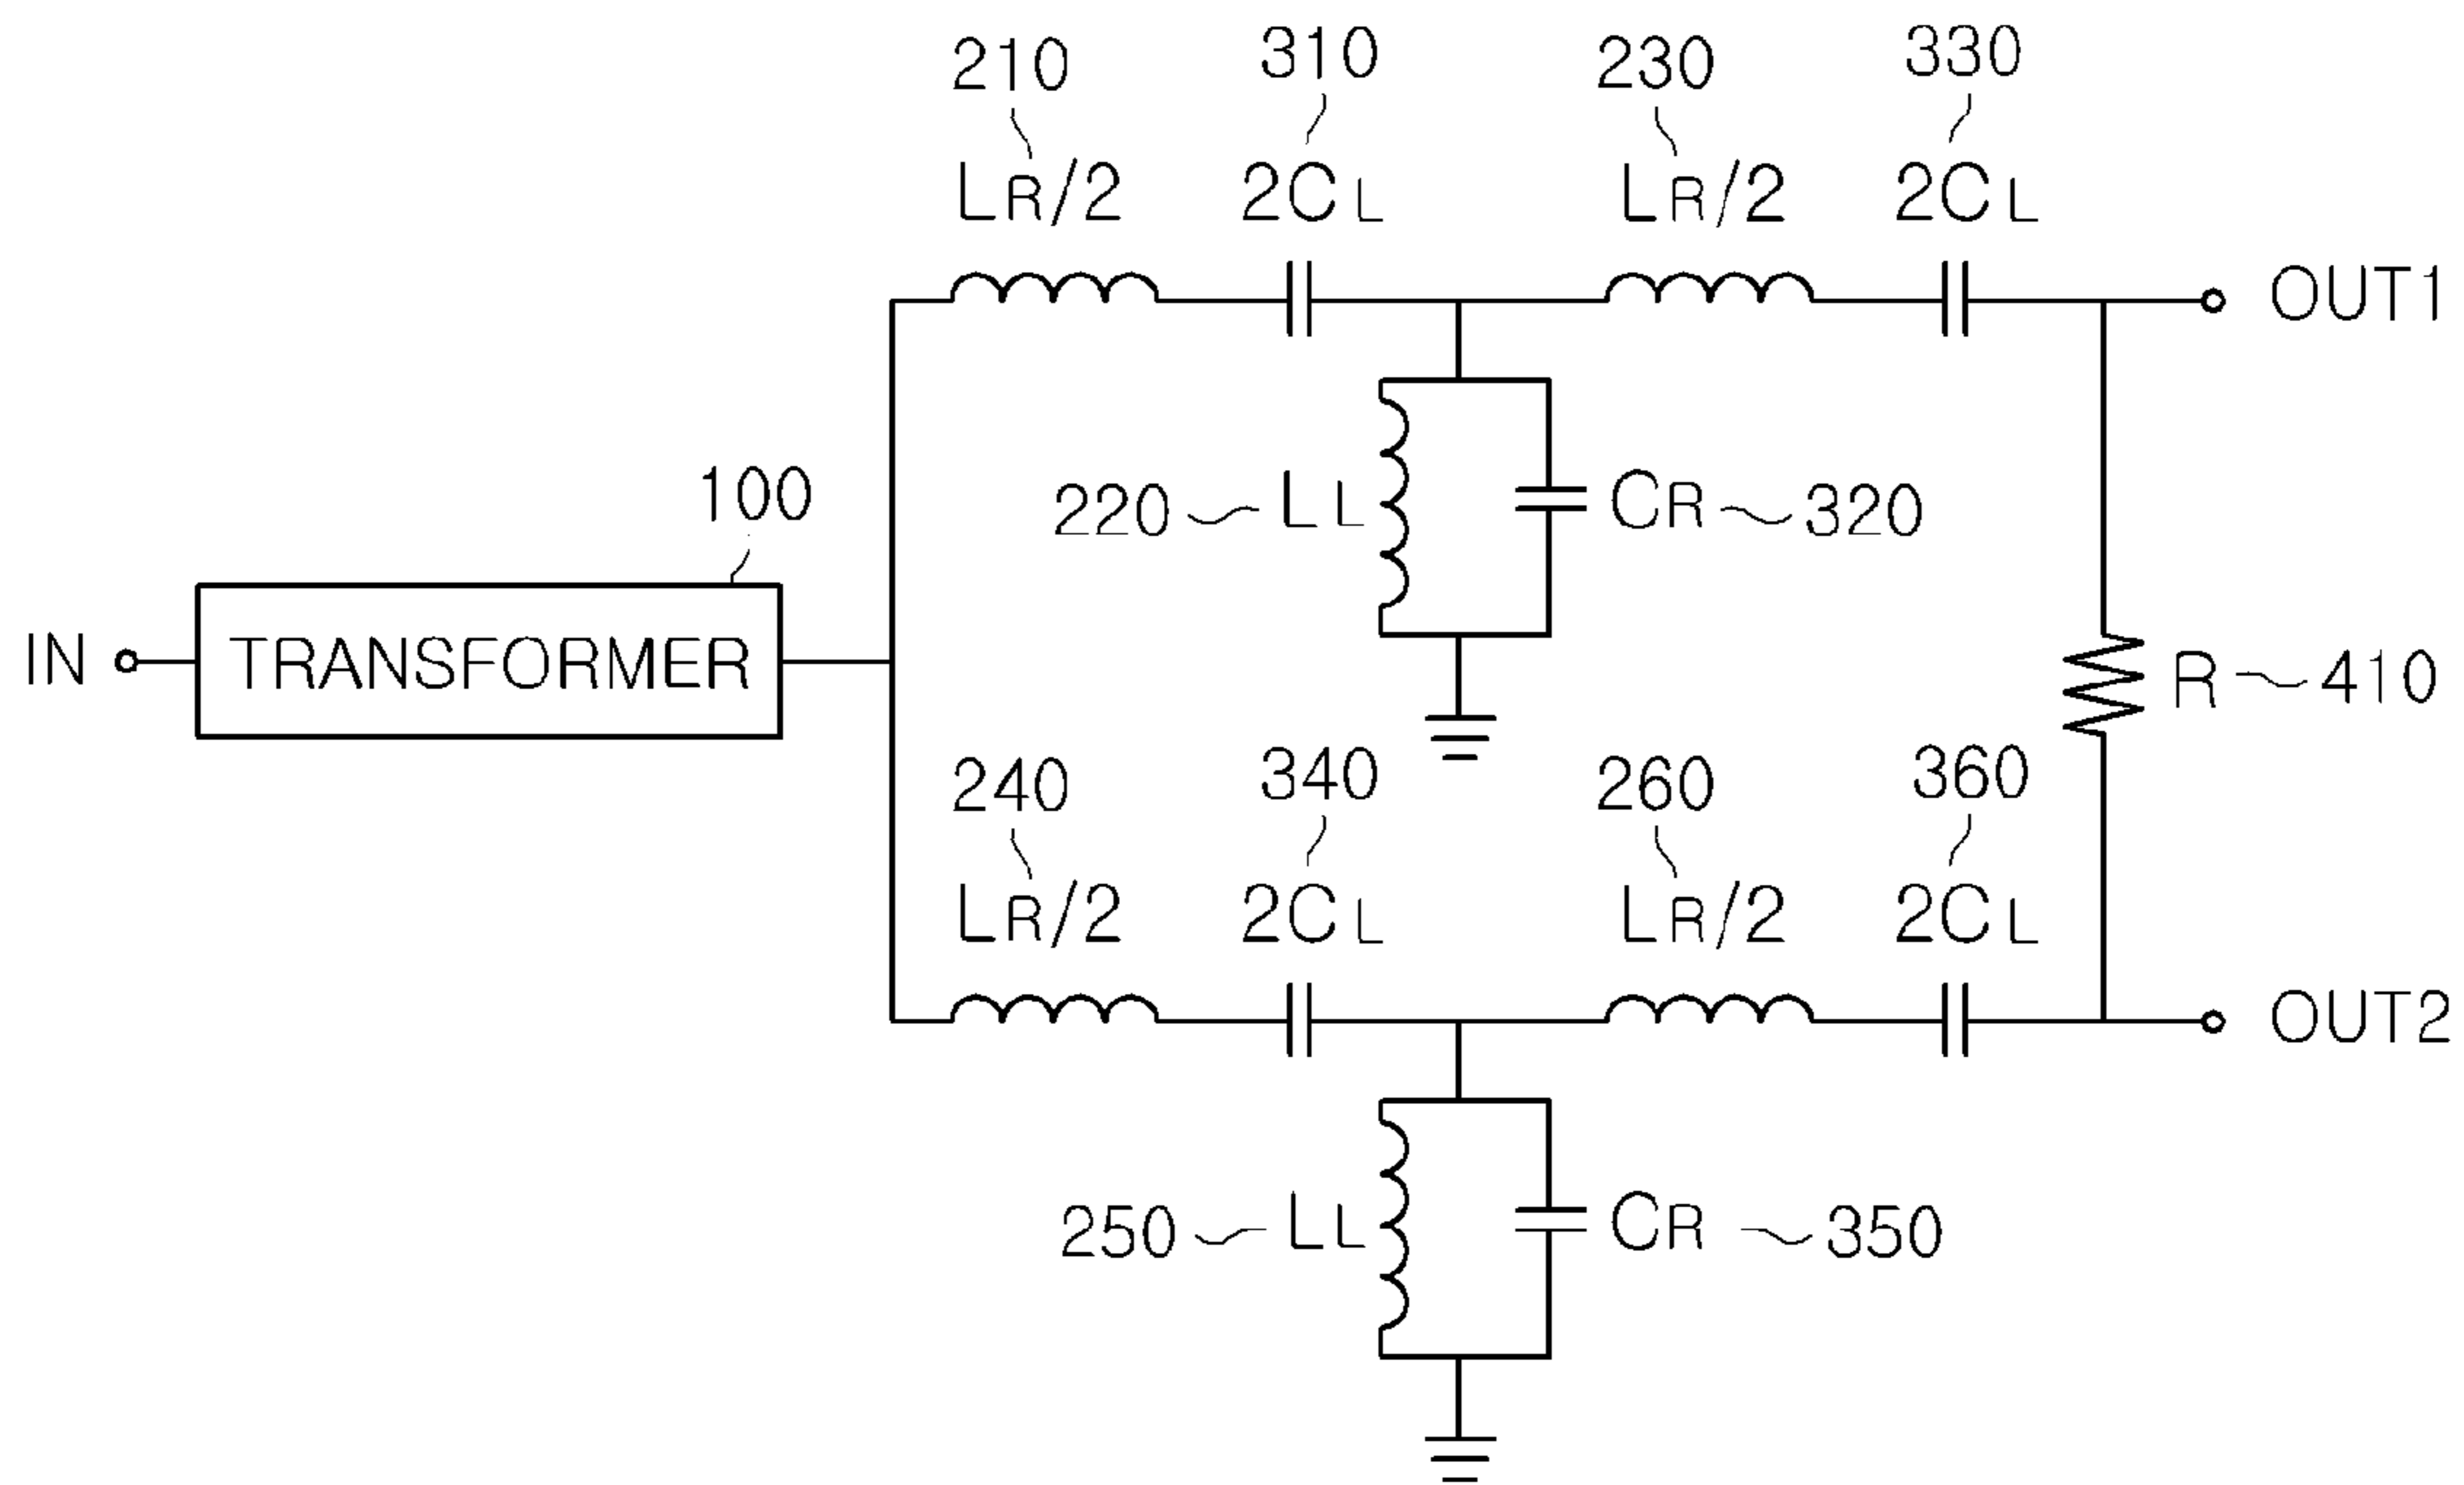 210 310 230 330
LR/2 2CL LR/2 2CL
OUT1
100
220 LL CR 320
IN TRANSFORMER
R 410
240 340 260 360
LR/2 2CL LR/2 2CL
OUT2
250 LL CR 350